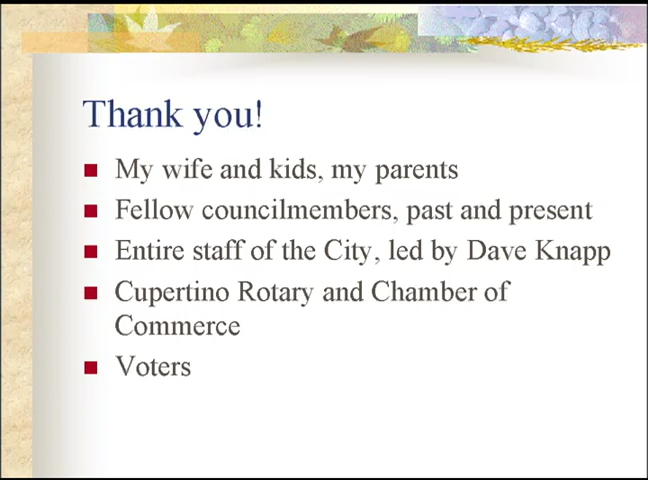 Thank you!
My wife and kids, my parents
Fellow councilmembers, past and present
Entire staff of the City, led by Dave Knapp
Cupertino Rotary and Chamber of
Commerce
Voters